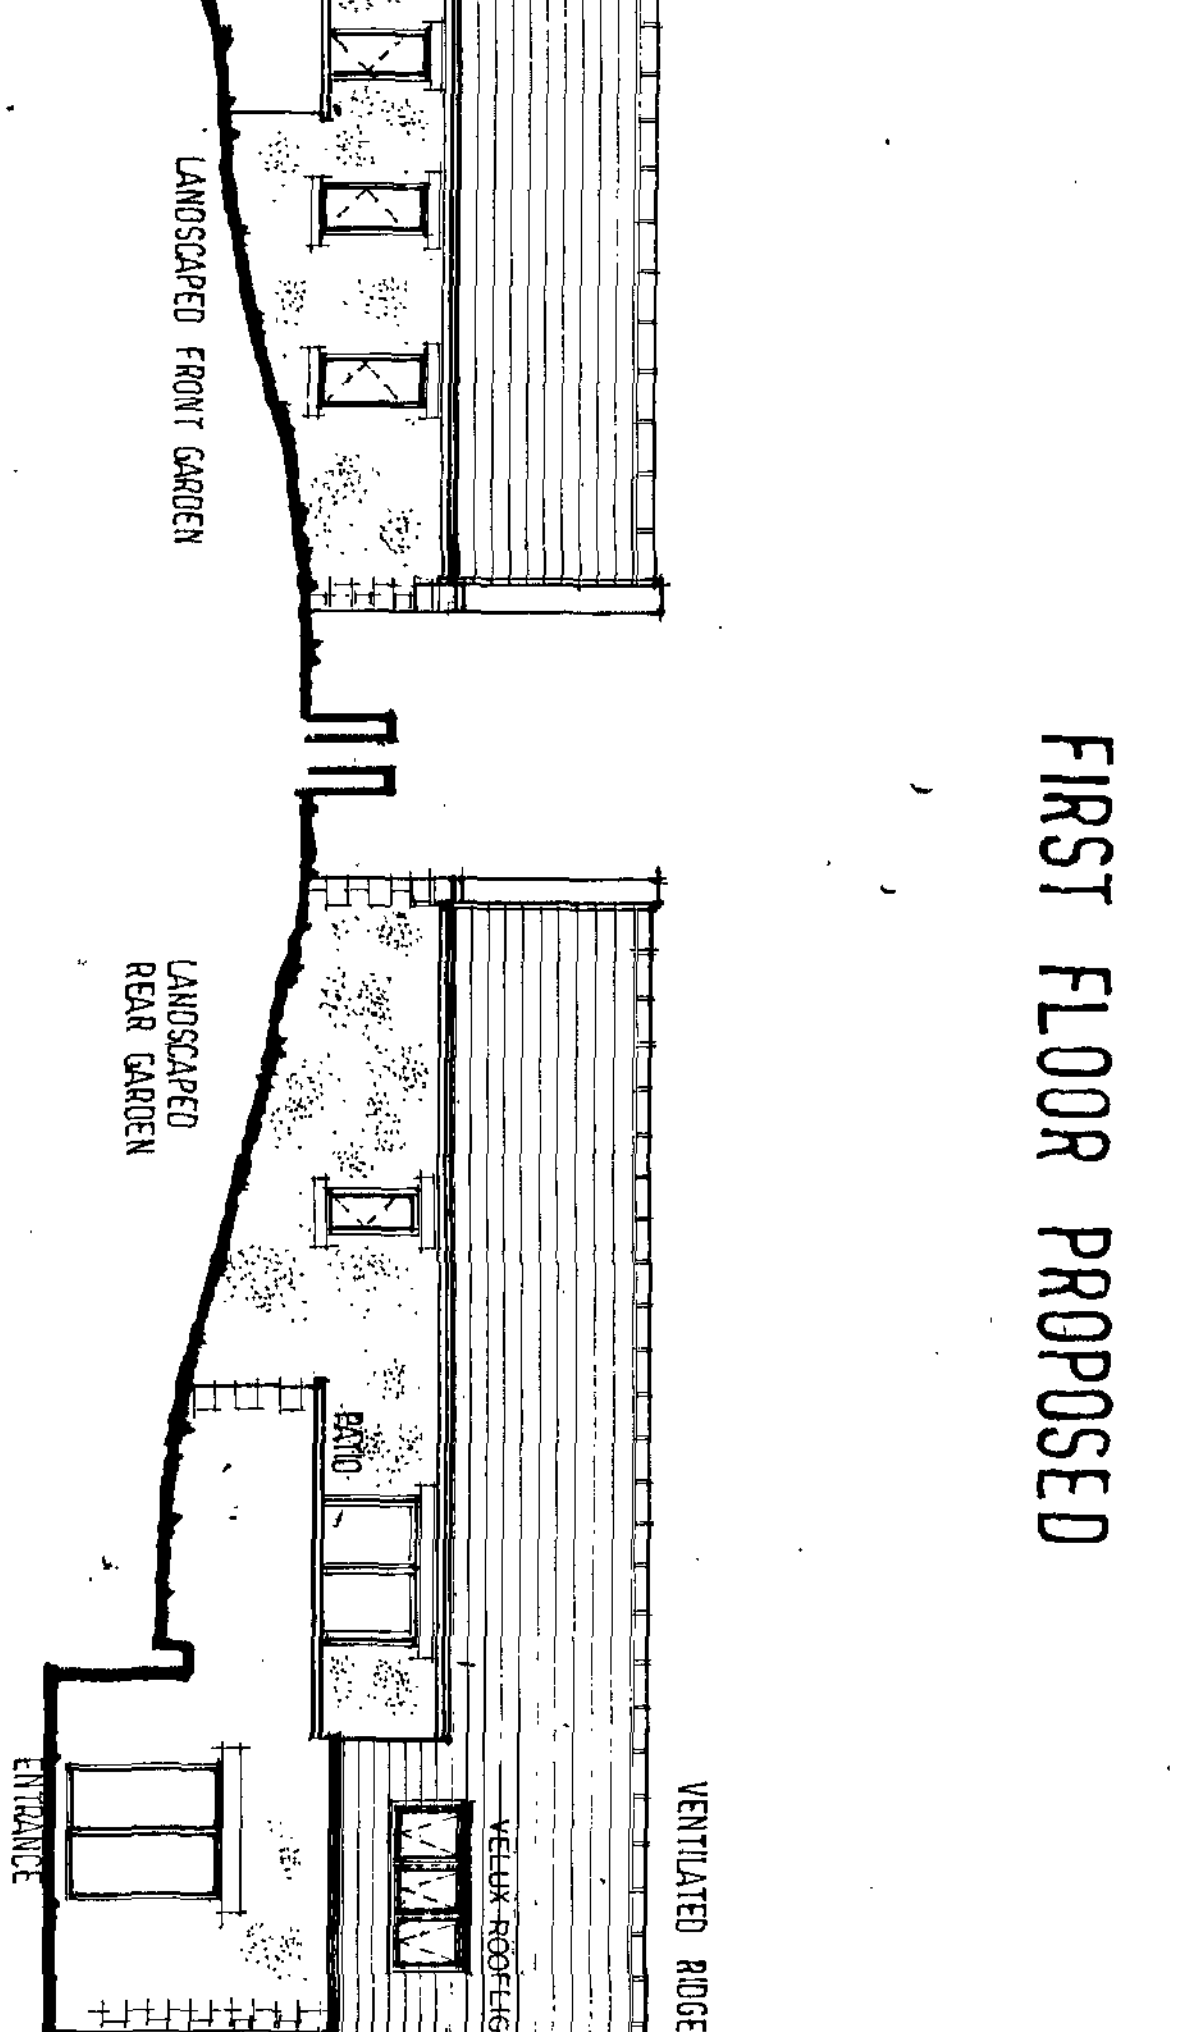 FIRST FLOOR PROPOSED
VENTILATED RIDGE
VELUX ROOFLIG
PATIO
LANDSCAPED FRONT GARDEN
LANDSCAPED
REAR GARDEN
ENTRANCE